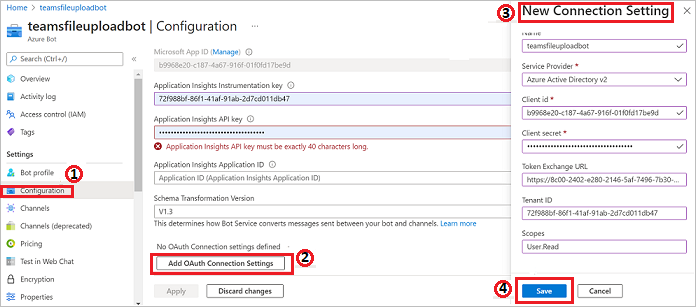 Home >
teamsfileuploadbot | Configuration ...
Azure Bot
Search (Ctrl+/)
«
Overview
Activity log
Access control (IAM)
Tags
Settings
1
Bot profile
Configuration
Channels
Channels (deprecated)
Pricing
Test in Web Chat
Encryption
Properties
Microsoft App ID (Manage)
b9968e20-c187-4a67-916f-01f0fd17be9d
Application Insights Instrumentation key
72f988bf-86f1-41af-91ab-2d7cd011db47
Application Insights API key
Application Insights API key must be exactly 40 characters long.
Application Insights Application ID
Application ID (Application Insights Application ID)
Schema Transformation Version
V1.3
This determines how Bot Service converts messages sent between your bot and channels. Learn more
No OAuth Connection settings defined
2
Add OAuth Connection Settings
Apply
Discard changes
3
New Connection Setting
Name
teamsfileuploadbot
Service Provider *
Azure Active Directory v2
Client id *
b9968e20-c187-4a67-916f-01f0fd17be9d
Client secret *
Token Exchange URL
https://8c00-2402-e280-2146-5af-7496-7b30-...
Tenant ID
72f988bf-86f1-41af-91ab-2d7cd011db47
Scopes
User.Read
4
Save
Cancel